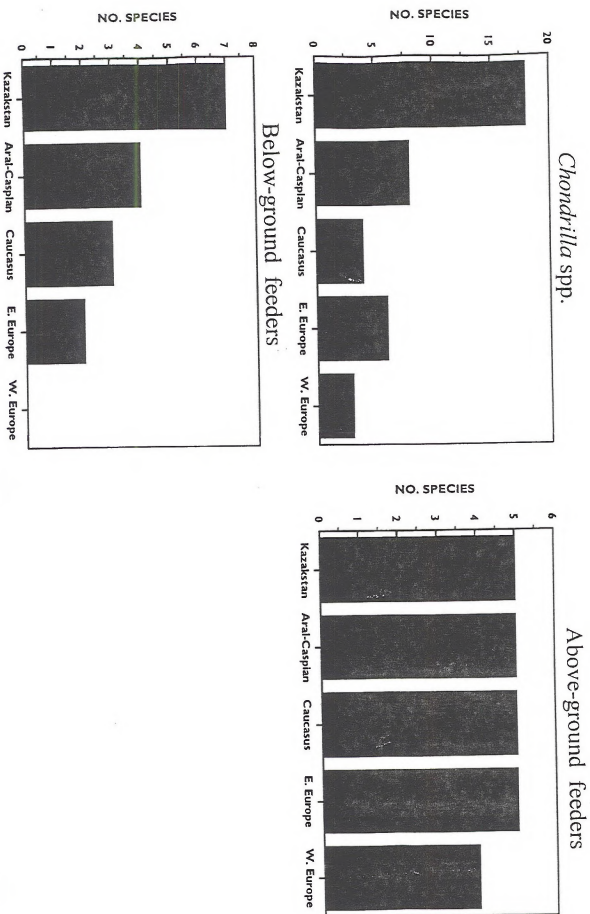 Chondrilla spp.
NO. SPECIES
20
15
10
5
0
Kazakstan
Aral-Caspian
Caucasus
E. Europe
W. Europe
Above-ground feeders
NO. SPECIES
6
5
4
3
2
1
0
Kazakstan
Aral-Caspian
Caucasus
E. Europe
W. Europe
Below-ground feeders
NO. SPECIES
8
7
6
5
4
3
2
1
0
Kazakstan
Aral-Caspian
Caucasus
E. Europe
W. Europe